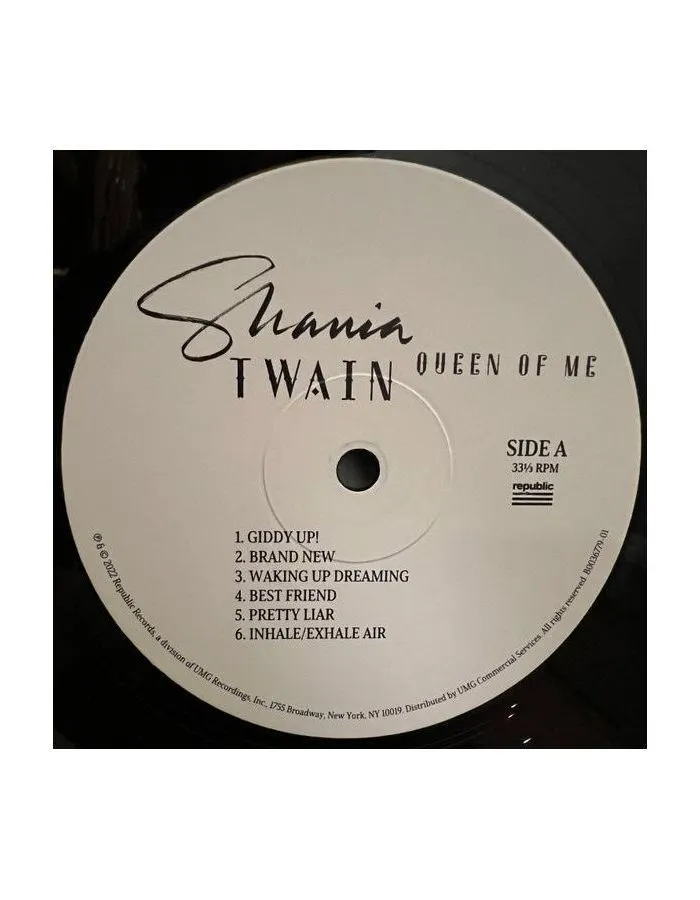 Shania
TWAIN
QUEEN OF ME
SIDE A
33⅓ RPM
republic
1. GIDDY UP!
2. BRAND NEW
3. WAKING UP DREAMING
4. BEST FRIEND
5. PRETTY LIAR
6. INHALE/EXHALE AIR
℗ & © 2022 Republic Records, a division of UMG Recordings, Inc., 1755 Broadway, New York, NY 10019. Distributed by UMG Commercial Services. All rights reserved. B0036779-01